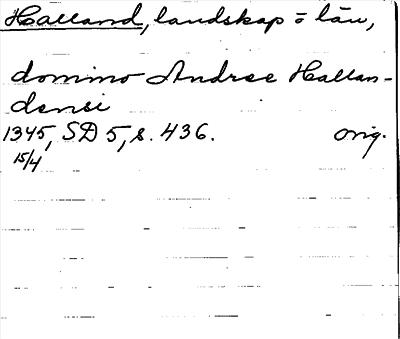 Halland, landskap o län,
domino Andree Hallan-
densi
1345, SD 5, s. 436. orig.
15/4